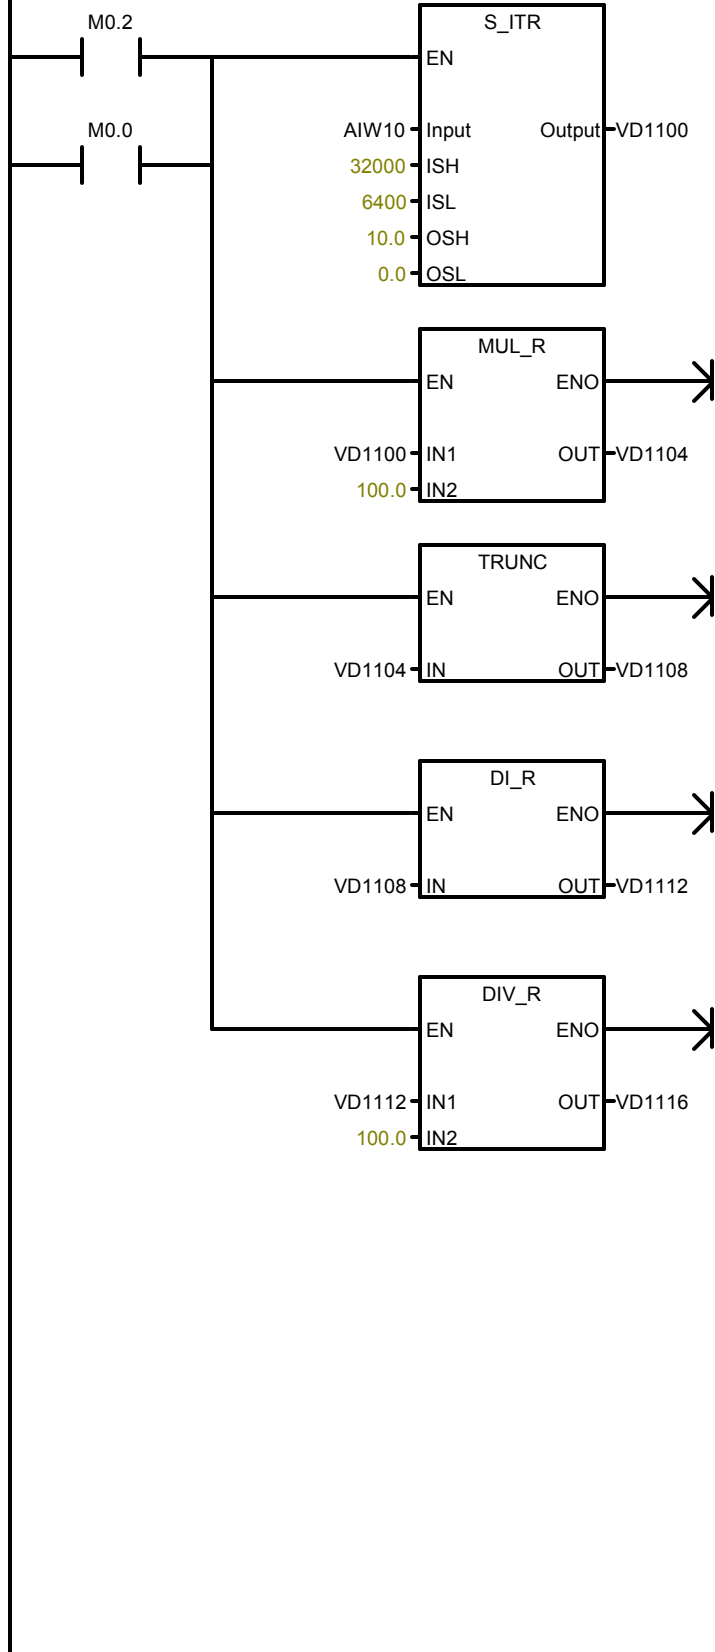 M0.2
S_ITR
EN
M0.0
AIW10 Input Output VD1100
32000 ISH
6400 ISL
10.0 OSH
0.0 OSL
MUL_R
EN ENO
VD1100 IN1 OUT VD1104
100.0 IN2
TRUNC
EN ENO
VD1104 IN OUT VD1108
DI_R
EN ENO
VD1108 IN OUT VD1112
DIV_R
EN ENO
VD1112 IN1 OUT VD1116
100.0 IN2